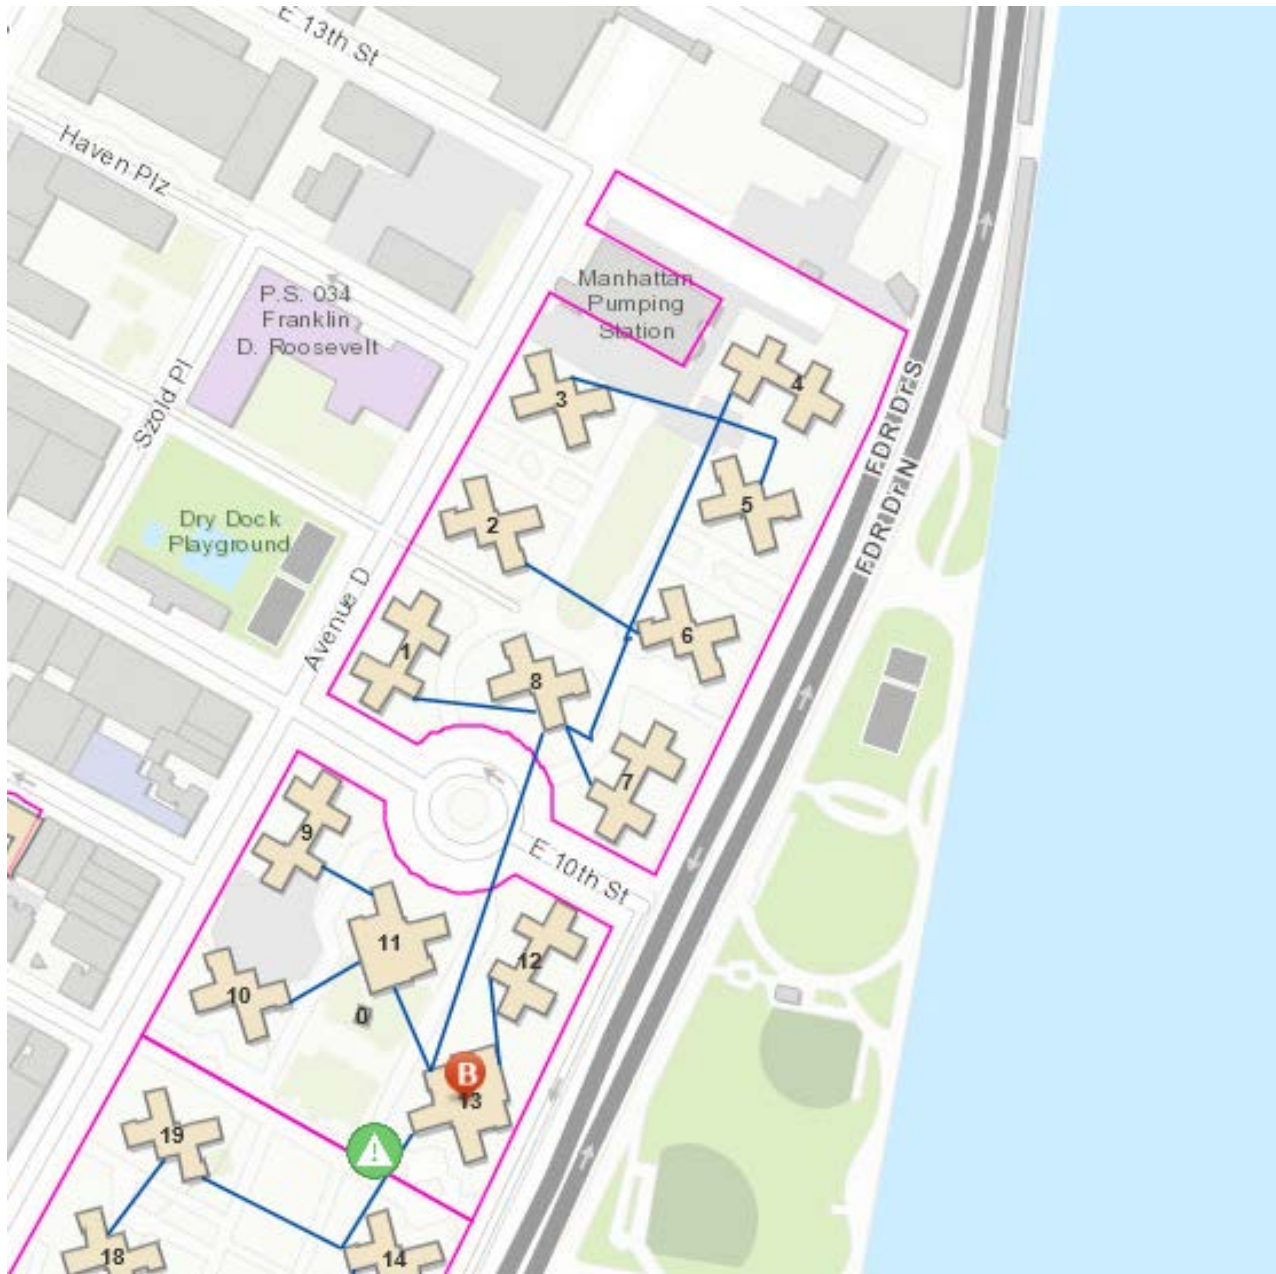 E 13th St
Haven Plz
P.S. 034
Franklin
D. Roosevelt
Manhattan
Pumping
Station
Szold Pl
Dry Dock
Playground
Avenue D
FDR Dr S
FDR Dr N
E 10th St
4
3
5
2
6
1
8
7
9
11
12
10
0
B
13
19
18
14